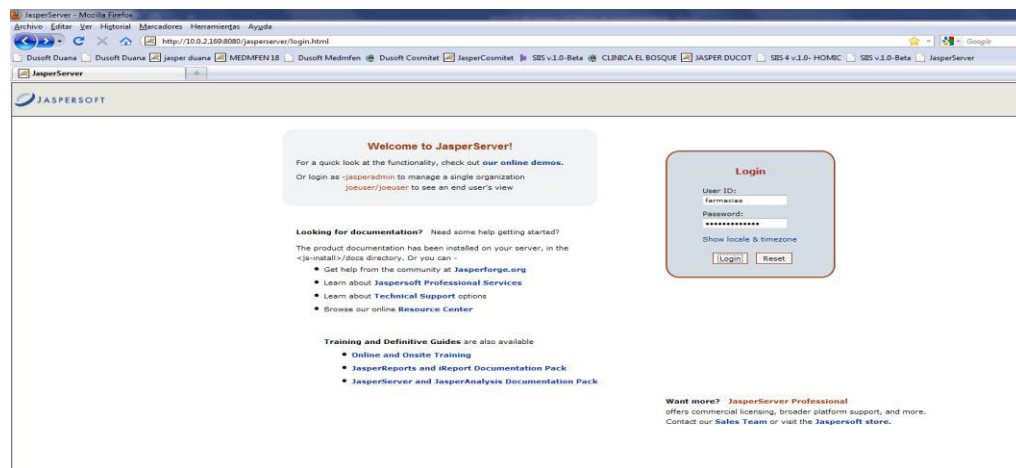 JasperServer - Mozilla Firefox
Archivo Editar Ver Historial Marcadores Herramientas Ayuda
http://10.0.2.169:8080/jasperserver/login.html
Google
Dusoft Duana Dusoft Duana jasper duana MEDMFEN18 Dusoft Medmfen Dusoft Cosmitet JasperCosmitet SIIS v.1.0-Beta CLINICA EL BOSQUE JASPER DUCOT SIIS 4 v.1.0- HOMIC SIIS v.1.0-Beta JasperServer
JasperServer
JASPERSOFT
Welcome to JasperServer!
For a quick look at the functionality, check out our online demos.
Or login as -jasperadmin to manage a single organization
joeuser/joeuser to see an end user's view
Looking for documentation? Need some help getting started?
The product documentation has been installed on your server, in the
<js-install>/docs directory. Or you can -
Get help from the community at Jasperforge.org
Learn about Jaspersoft Professional Services
Learn about Technical Support options
Browse our online Resource Center
Training and Definitive Guides are also available
Online and Onsite Training
JasperReports and iReport Documentation Pack
JasperServer and JasperAnalysis Documentation Pack
Login
User ID:
farmacias
Password:
Show locale & timezone
Login Reset
Want more? JasperServer Professional
offers commercial licensing, broader platform support, and more.
Contact our Sales Team or visit the Jaspersoft store.